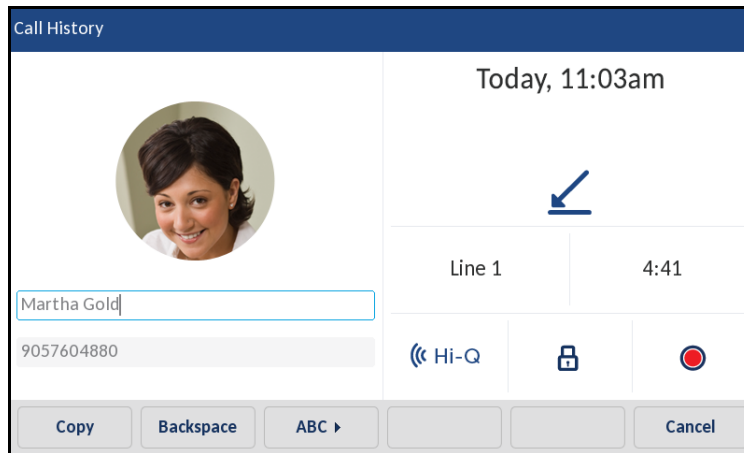 Call History
Today, 11:03am
Line 1 4:41
Martha Gold
9057604880
Hi-Q
Copy Backspace ABC Cancel